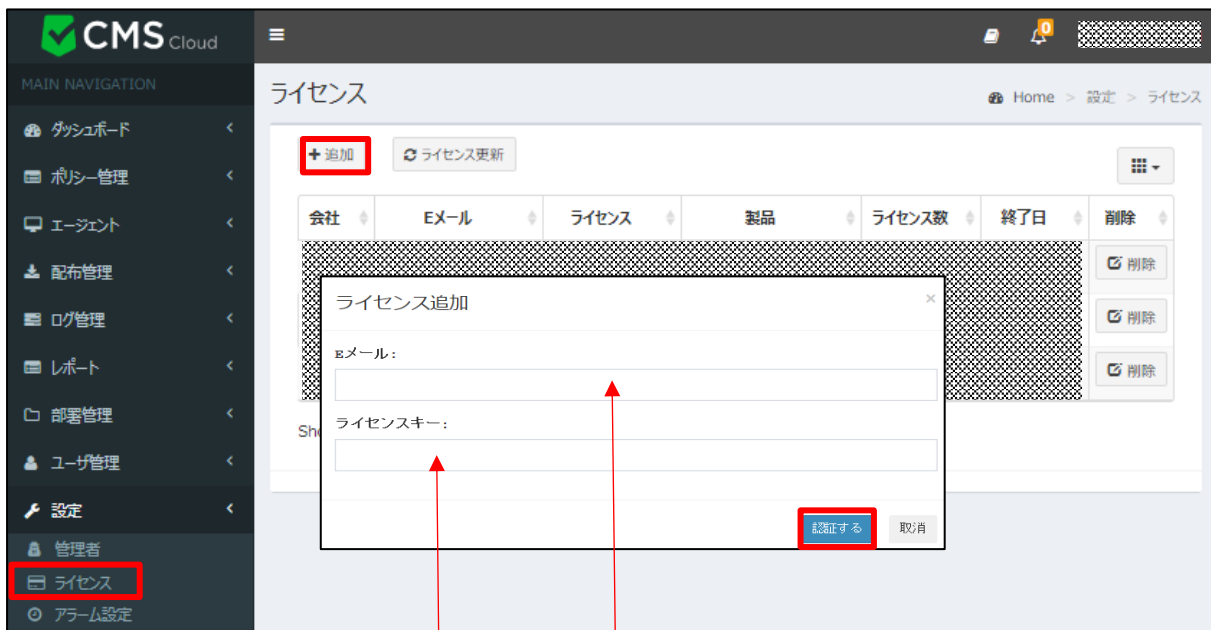 CMS Cloud
0
MAIN NAVIGATION
ライセンス
Home > 設定 > ライセンス
ダッシュボード
追加
ライセンス更新
ポリシー管理
エージェント
会社 Eメール ライセンス 製品 ライセンス数 終了日 削除
配布管理
削除
ライセンス追加
×
ログ管理
削除
Eメール:
レポート
削除
部署管理
ライセンスキー:
Sho
ユーザ管理
設定
認証する
取消
管理者
ライセンス
アラーム設定